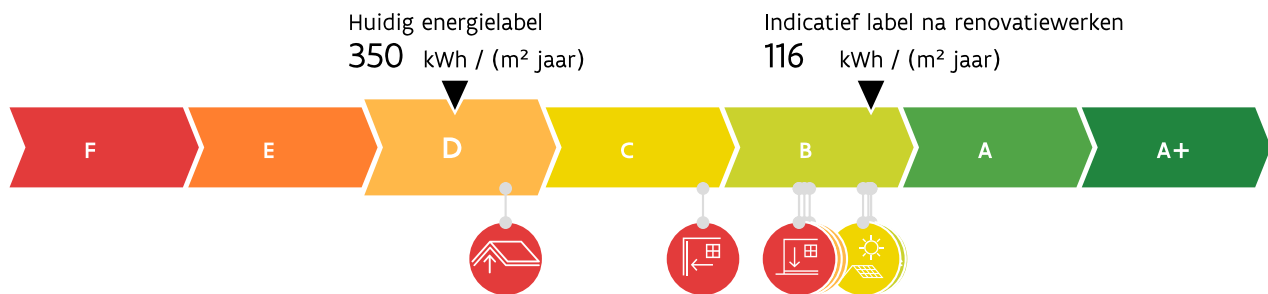 Huidig energielabel
350 kWh / (m² jaar)
Indicatief label na renovatiewerken
116 kWh / (m² jaar)
F E D C B A A+